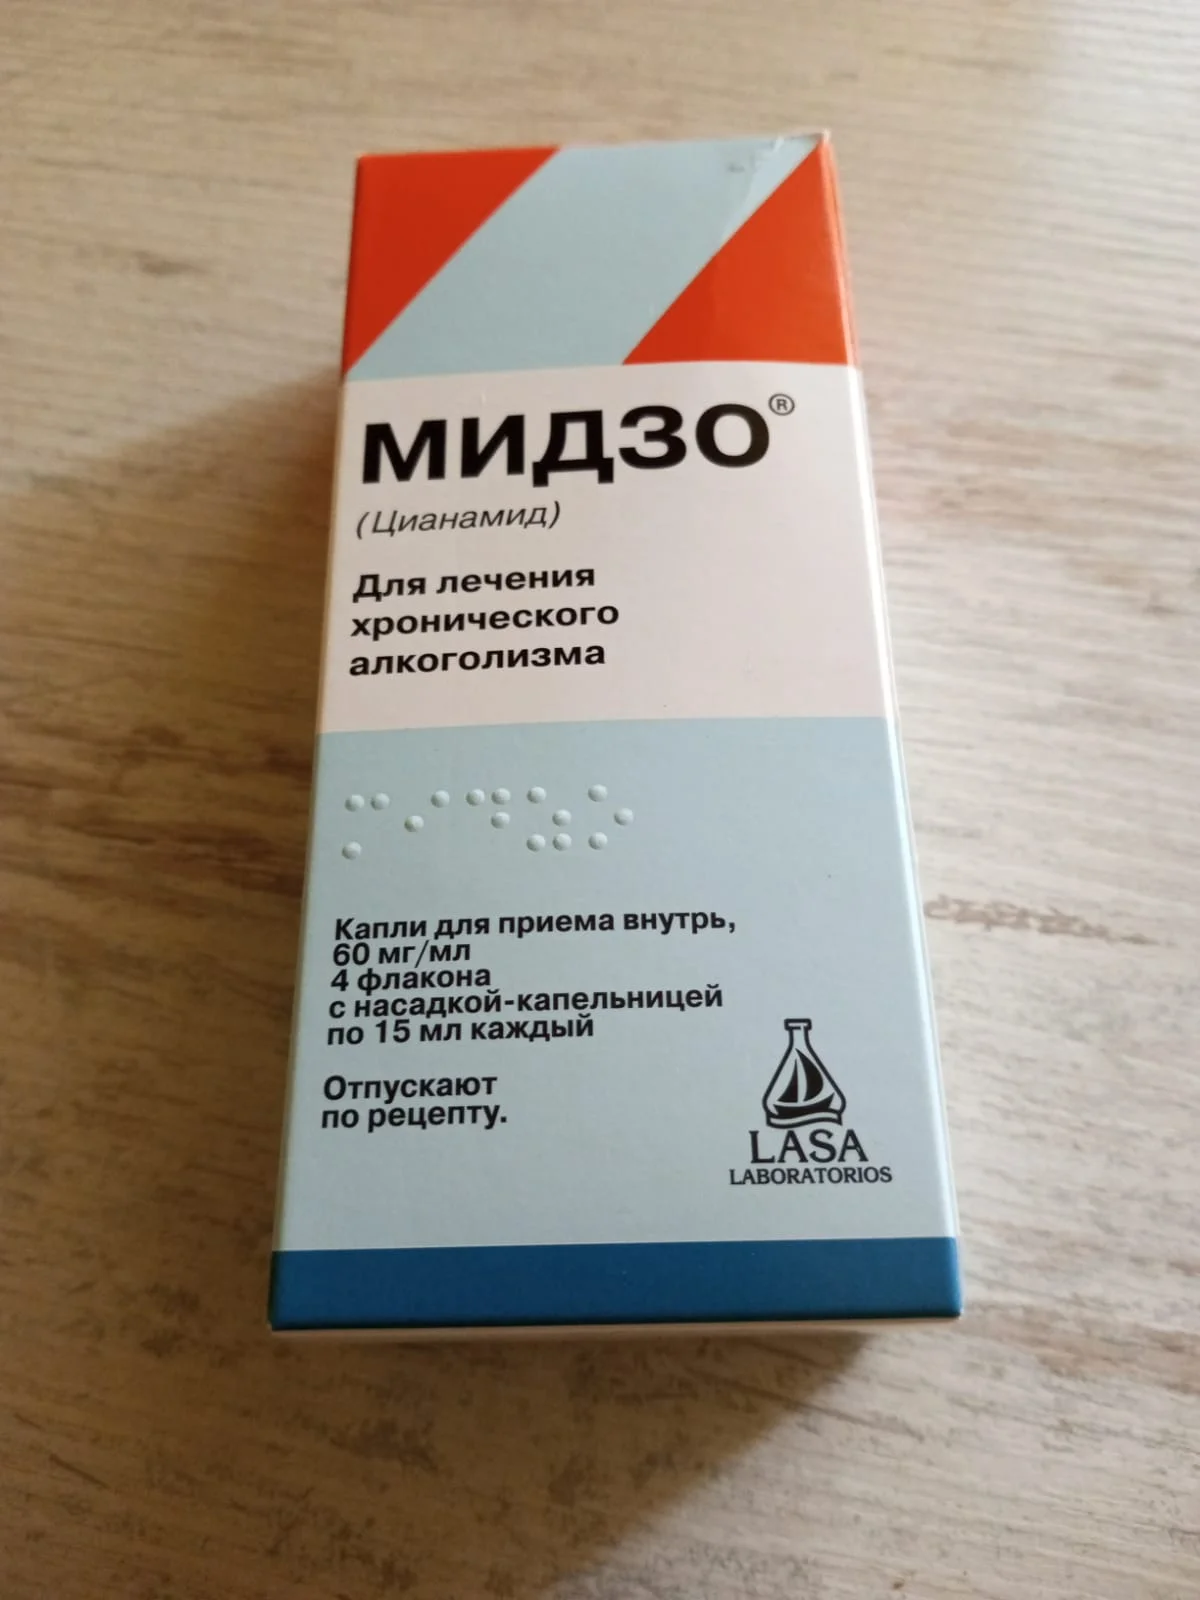 МИДЗО®
(Цианамид)
Для лечения
хронического
алкоголизма
Капли для приема внутрь,
60 мг/мл
4 флакона
с насадкой-капельницей
по 15 мл каждый
Отпускают
по рецепту.
LASA
LABORATORIOS